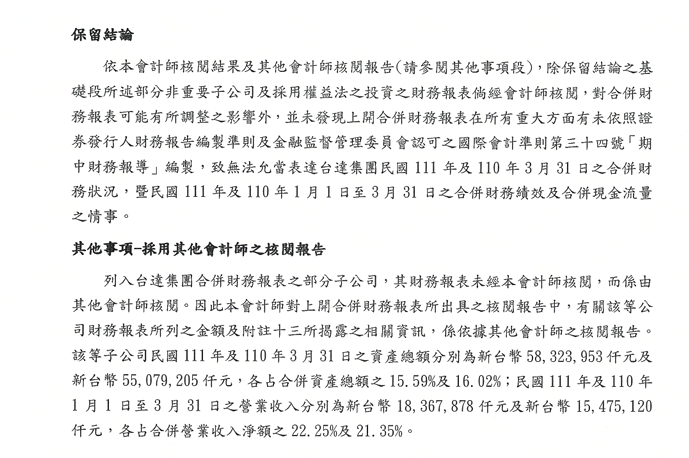 保留結論
依本會計師核閱結果及其他會計師核閱報告(請參閱其他事項段)，除保留結論之基
礎段所述部分非重要子公司及採用權益法之投資之財務報表倘經會計師核閱，對合併財
務報表可能有所調整之影響外，並未發現上開合併財務報表在所有重大方面有未依照證
券發行人財務報告編製準則及金融監督管理委員會認可之國際會計準則第三十四號「期
中財務報導」編製，致無法允當表達台達集團民國 111 年及 110 年 3 月 31 日之合併財
務狀況，暨民國 111 年及 110 年 1 月 1 日至 3 月 31 日之合併財務績效及合併現金流量
之情事。
其他事項-採用其他會計師之核閱報告
列入台達集團合併財務報表之部分子公司，其財務報表未經本會計師核閱，而係由
其他會計師核閱。因此本會計師對上開合併財務報表所出具之核閱報告中，有關該等公
司財務報表所列之金額及附註十三所揭露之相關資訊，係依據其他會計師之核閱報告。
該等子公司民國 111 年及 110 年 3 月 31 日之資產總額分別為新台幣 58,323,953 仟元及
新台幣 55,079,205 仟元，各占合併資產總額之 15.59%及 16.02%；民國 111 年及 110 年
1 月 1 日至 3 月 31 日之營業收入分別為新台幣 18,367,878 仟元及新台幣 15,475,120
仟元，各占合併營業收入淨額之 22.25%及 21.35%。